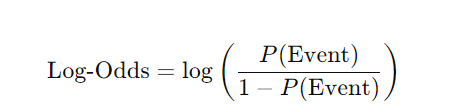 Log-Odds = log ( P(Event) / 1 − P(Event) )